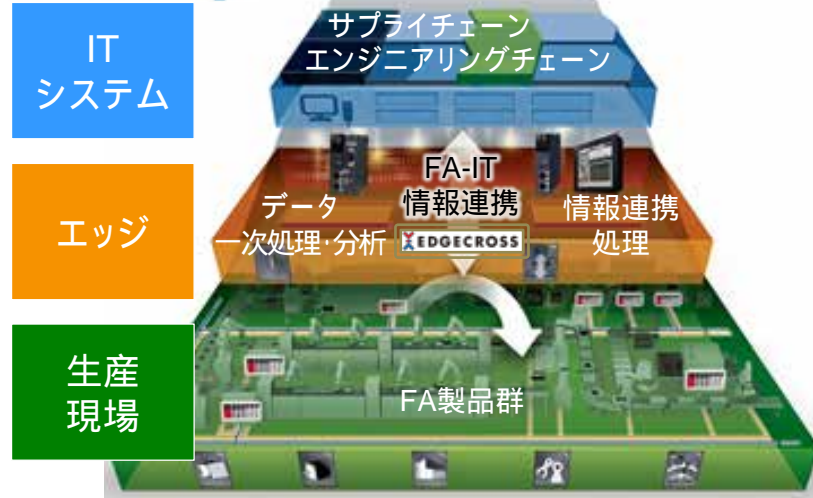 IT
システム
サプライチェーン
エンジニアリングチェーン
エッジ
FA-IT
情報連携
データ
一次処理・分析
EDGECROSS
情報連携
処理
生産
現場
FA製品群